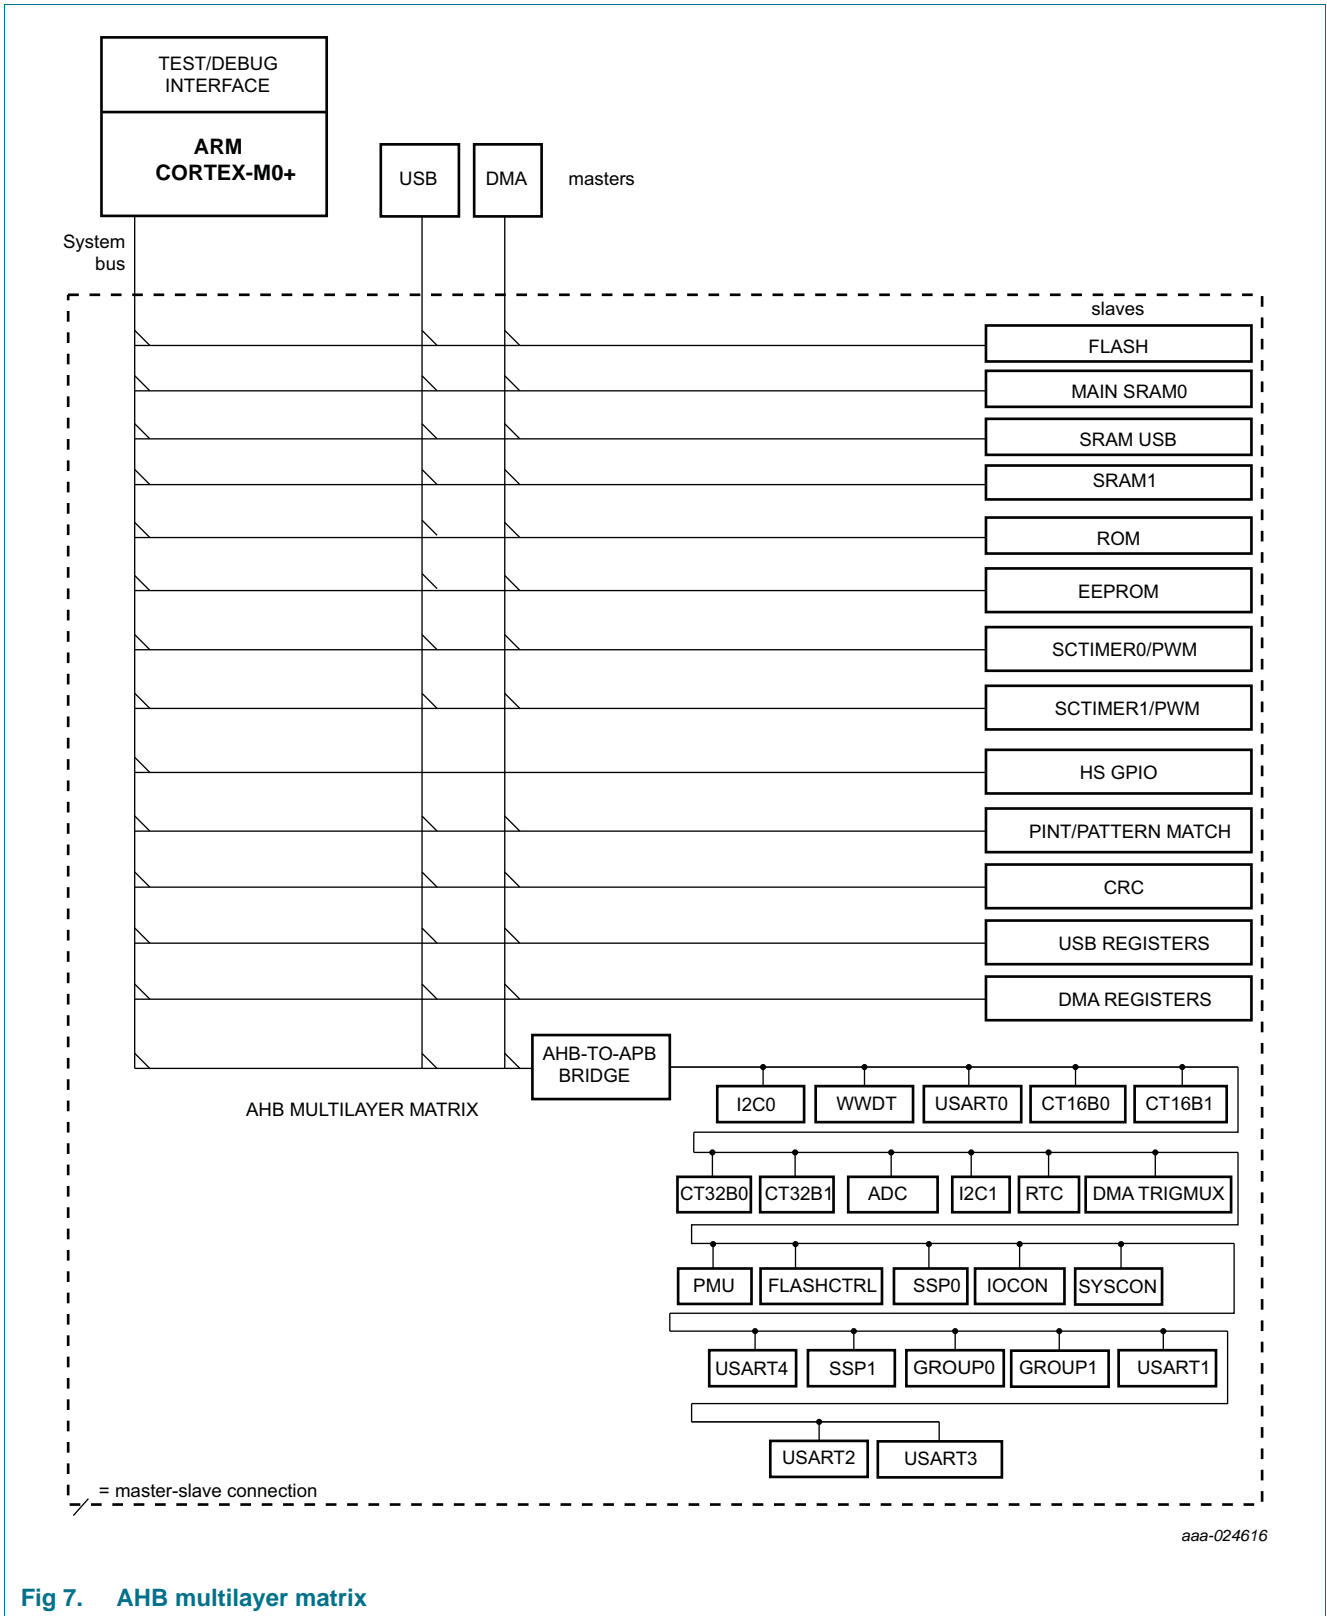 TEST/DEBUG
INTERFACE
ARM
CORTEX-M0+
USB
DMA
masters
System
bus
slaves
FLASH
MAIN SRAM0
SRAM USB
SRAM1
ROM
EEPROM
SCTIMER0/PWM
SCTIMER1/PWM
HS GPIO
PINT/PATTERN MATCH
CRC
USB REGISTERS
DMA REGISTERS
AHB-TO-APB
BRIDGE
AHB MULTILAYER MATRIX
I2C0
WWDT
USART0
CT16B0
CT16B1
CT32B0
CT32B1
ADC
I2C1
RTC
DMA TRIGMUX
PMU
FLASHCTRL
SSP0
IOCON
SYSCON
USART4
SSP1
GROUP0
GROUP1
USART1
USART2
USART3
= master-slave connection
aaa-024616
Fig 7. AHB multilayer matrix